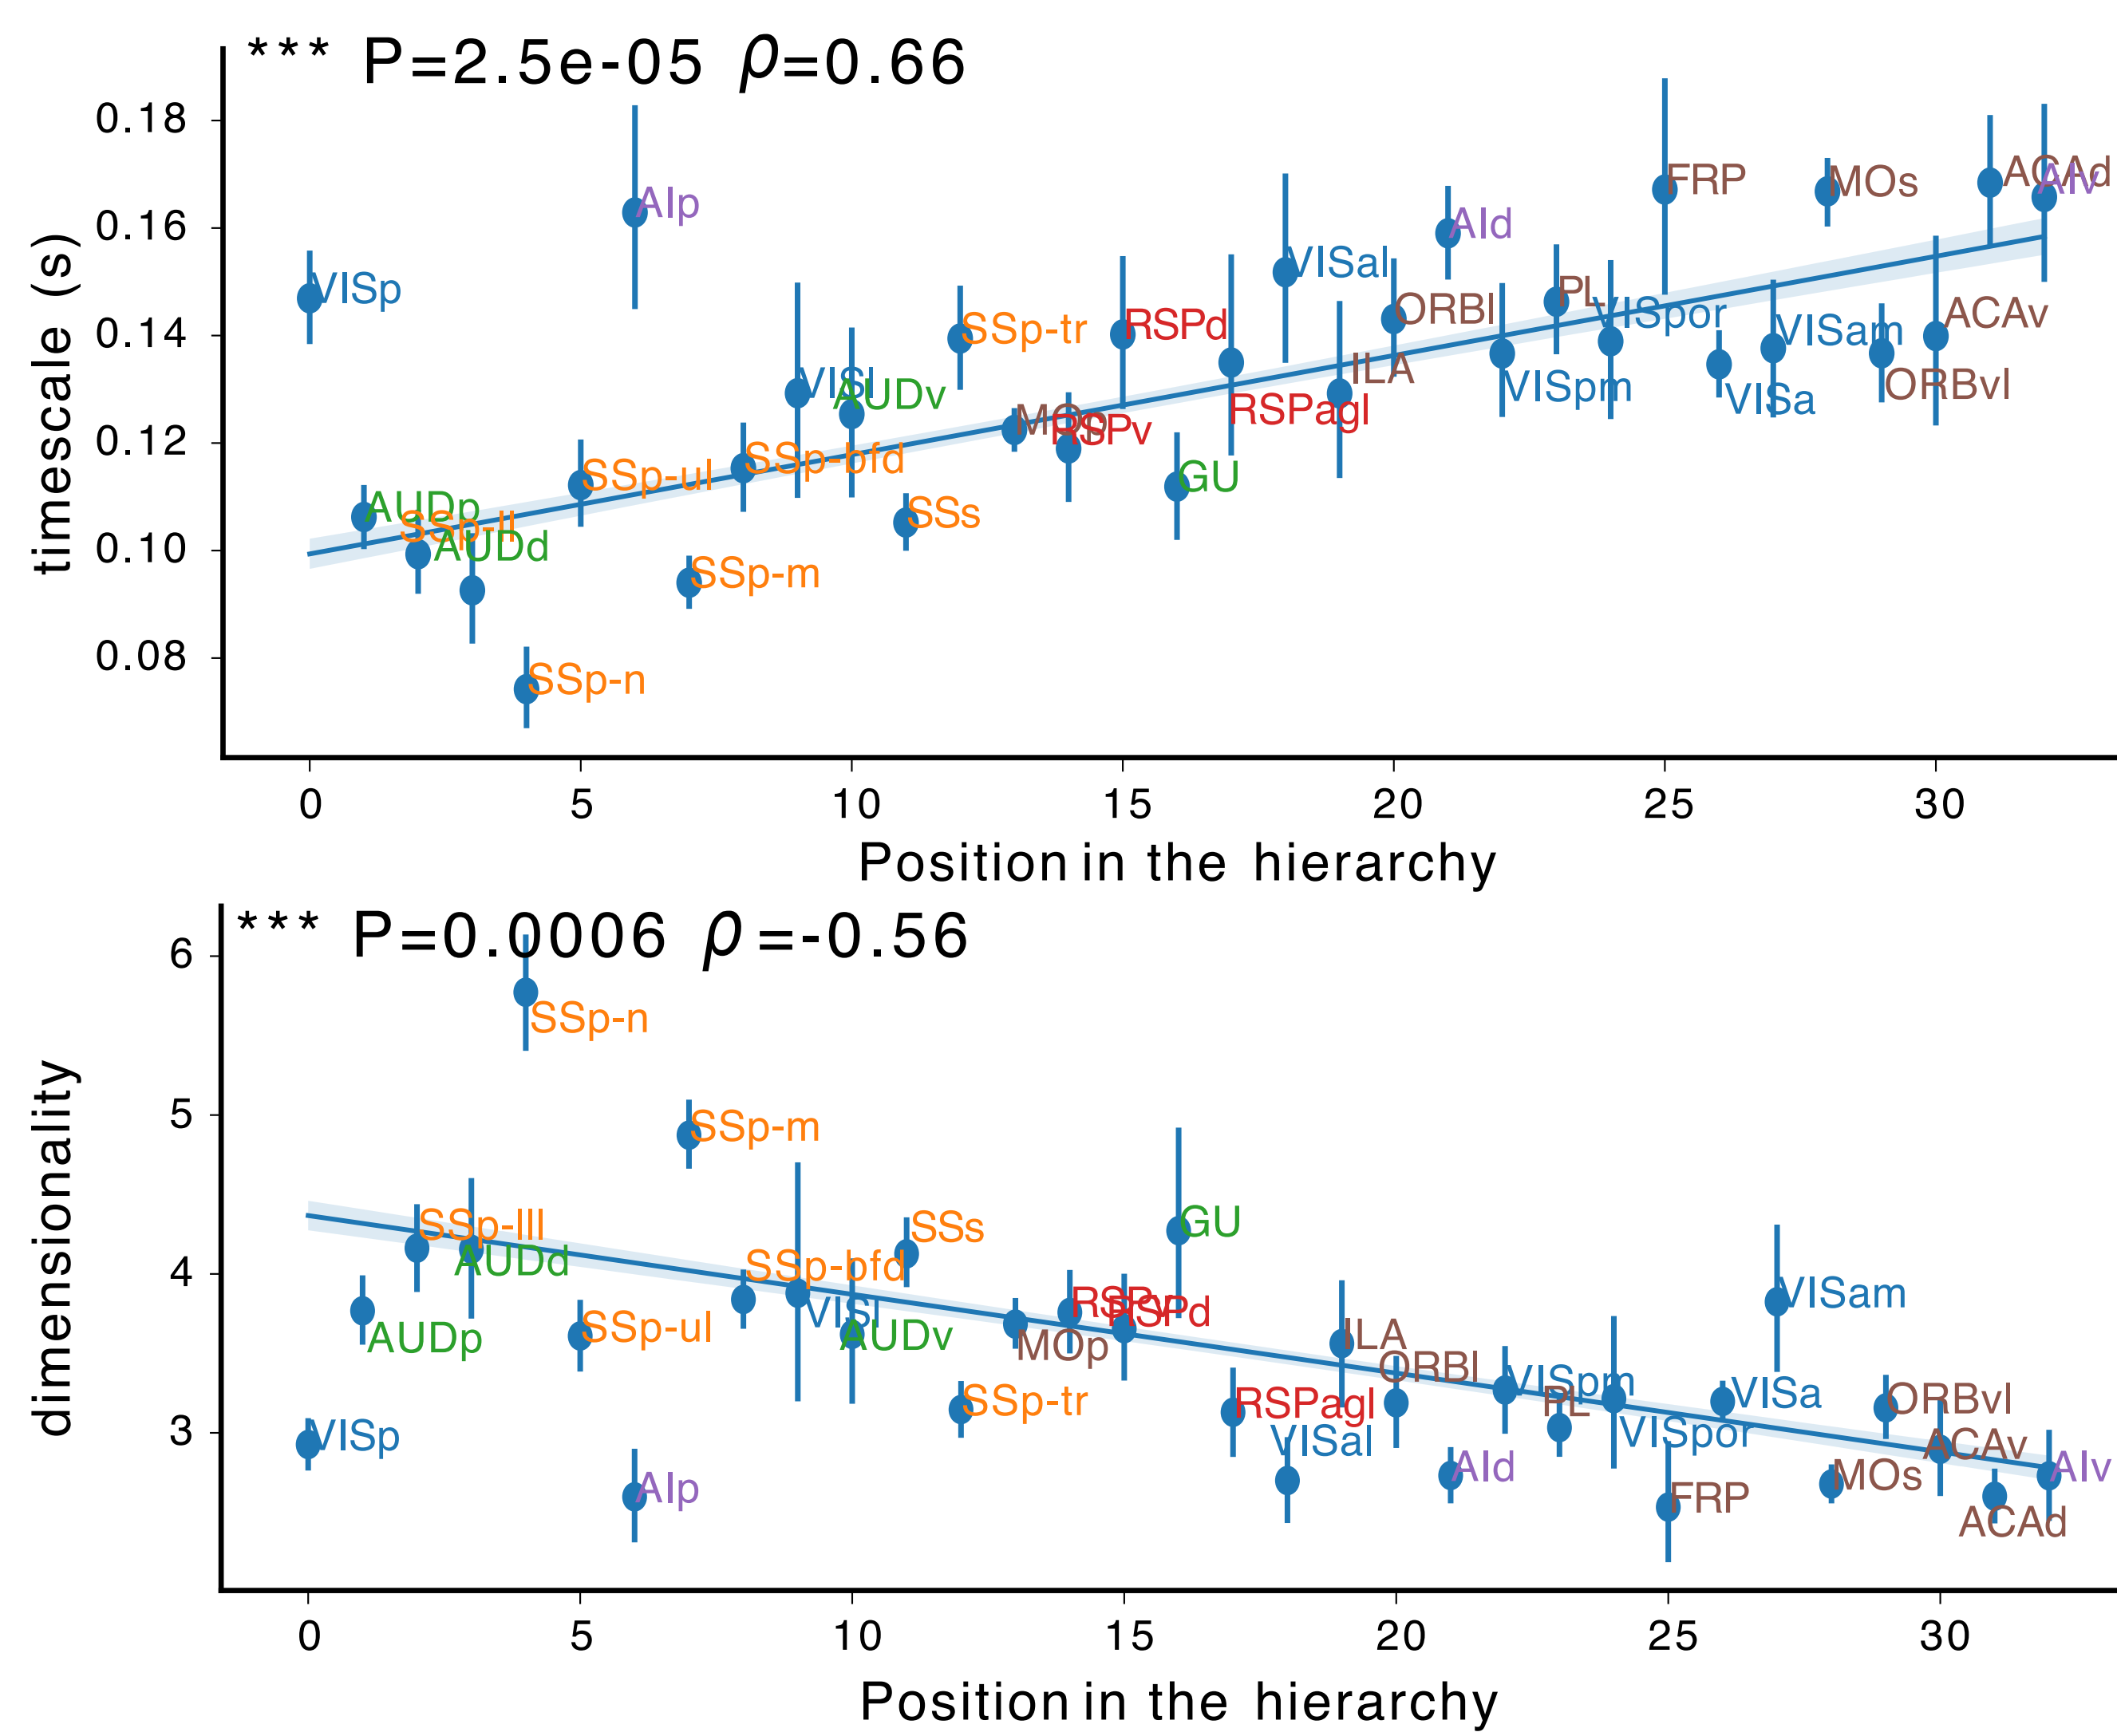 *** P=2.5e-05 ρ=0.66
timescale (s)
0.18
0.16
0.14
0.12
0.10
0.08
VISp
AUDp
SSp-ll
AUDd
SSp-n
SSp-ul
AIp
SSp-m
SSp-bfd
VISl
AUDv
SSs
SSp-tr
MOp
RSPv
RSPd
GU
RSPagl
VISal
ILA
ORBl
AId
VISpm
PL
VISpor
FRP
VISa
VISam
MOs
ORBvl
ACAv
ACAd
AIv
0 5 10 15 20 25 30
Position in the hierarchy
*** P=0.0006 ρ=-0.56
dimensionality
6
5
4
3
VISp
AUDp
SSp-lll
AUDd
SSp-n
SSp-ul
AIp
SSp-m
SSp-bfd
VISl
AUDv
SSs
SSp-tr
MOp
RSPv
RSPd
GU
RSPagl
VISal
ILA
ORBl
AId
VISpm
PL
VISpor
FRP
VISa
VISam
MOs
ORBvl
ACAv
ACAd
AIv
0 5 10 15 20 25 30
Position in the hierarchy